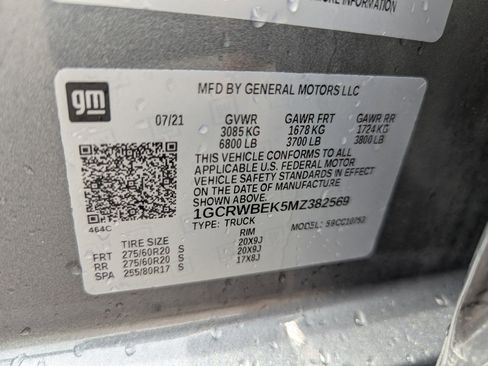 INFORMATION
gm
MFD BY GENERAL MOTORS LLC
07/21 GVWR GAWR FRT GAWR RR
3085 KG 1678 KG 1724 KG
6800 LB 3700 LB 3800 LB
THIS VEHICLE CONFORMS TO ALL
APPLICABLE U.S. FEDERAL MOTOR
VEHICLE SAFETY STANDARDS IN EFFECT
ON THE DATE OF MANUFACTURE
SHOWN ABOVE.
1GCRWBEK5MZ382569
464C TYPE: TRUCK MODEL:
TIRE SIZE RIM
FRT 275/60R20 S 20X9J
RR 275/60R20 S 20X9J
SPA 255/80R17 S 17X8J